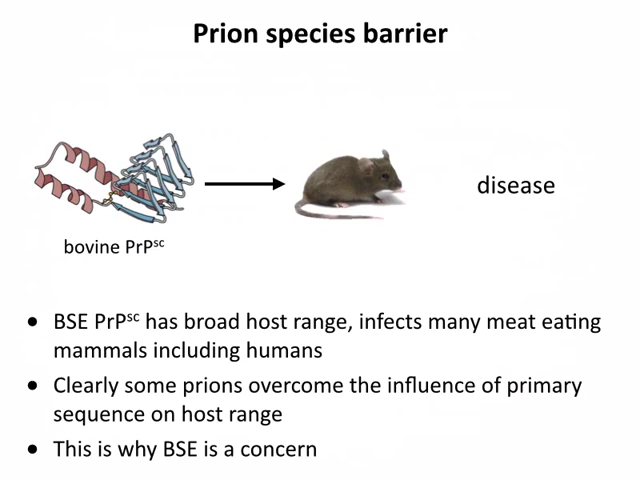 Prion species barrier
disease
bovine PrPˢᶜ
• BSE PrPˢᶜ has broad host range, infects many meat eating
mammals including humans
• Clearly some prions overcome the influence of primary
sequence on host range
• This is why BSE is a concern